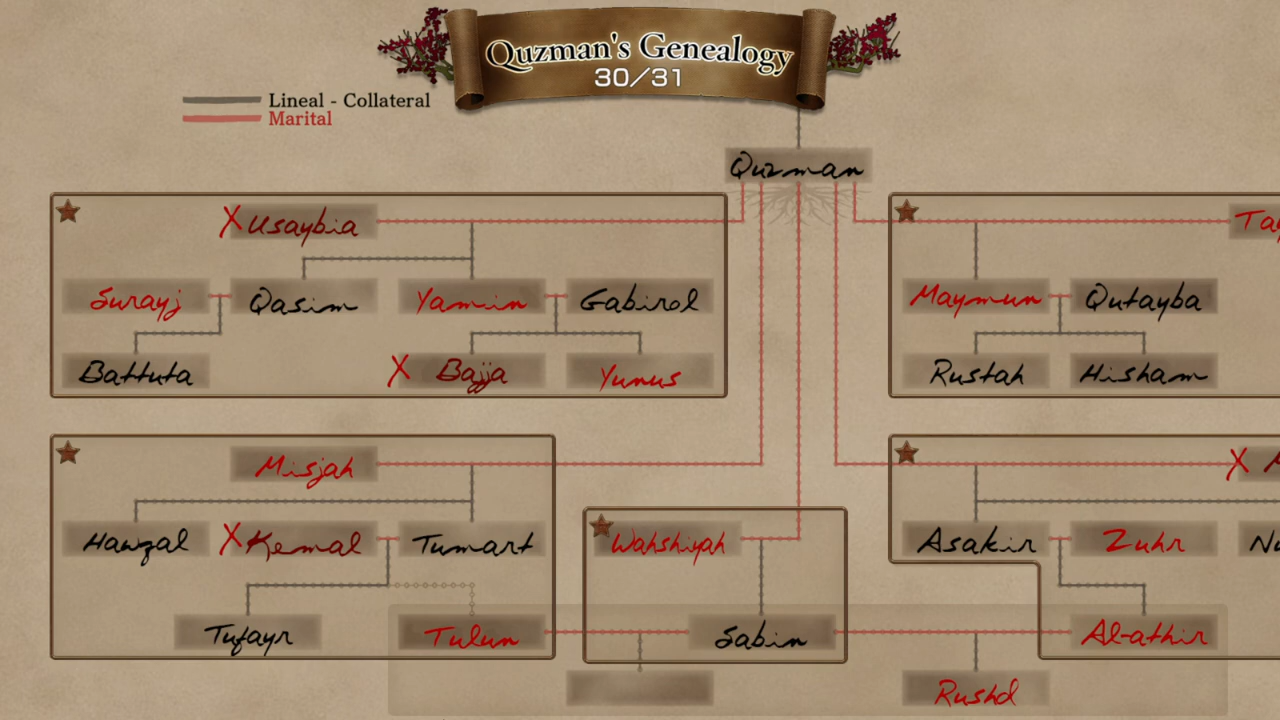 Quzman's Genealogy
30/31
Lineal - Collateral
Marital
Quzman
X Usaybia
Surayj
Qasim
Yamin
Gabirol
Maymun
Qutayba
Battuta
X Bajja
Yunus
Rustah
Hisham
Misjah
Hawqal
X Kemal
Tumart
Wahshiyah
Asakir
Zuhr
Tufayr
Tulun
Sabin
Al-athir
Rushd